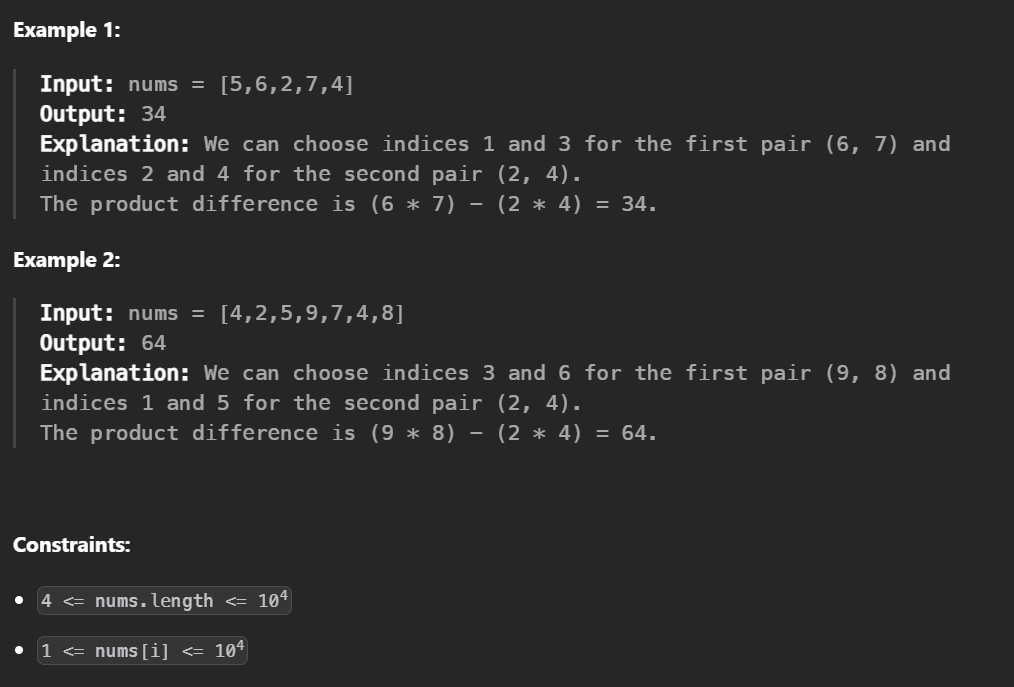 Example 1:
Input: nums = [5,6,2,7,4]
Output: 34
Explanation: We can choose indices 1 and 3 for the first pair (6, 7) and
indices 2 and 4 for the second pair (2, 4).
The product difference is (6 * 7) - (2 * 4) = 34.
Example 2:
Input: nums = [4,2,5,9,7,4,8]
Output: 64
Explanation: We can choose indices 3 and 6 for the first pair (9, 8) and
indices 1 and 5 for the second pair (2, 4).
The product difference is (9 * 8) - (2 * 4) = 64.
Constraints:
• 4 <= nums.length <= 10⁴
• 1 <= nums[i] <= 10⁴